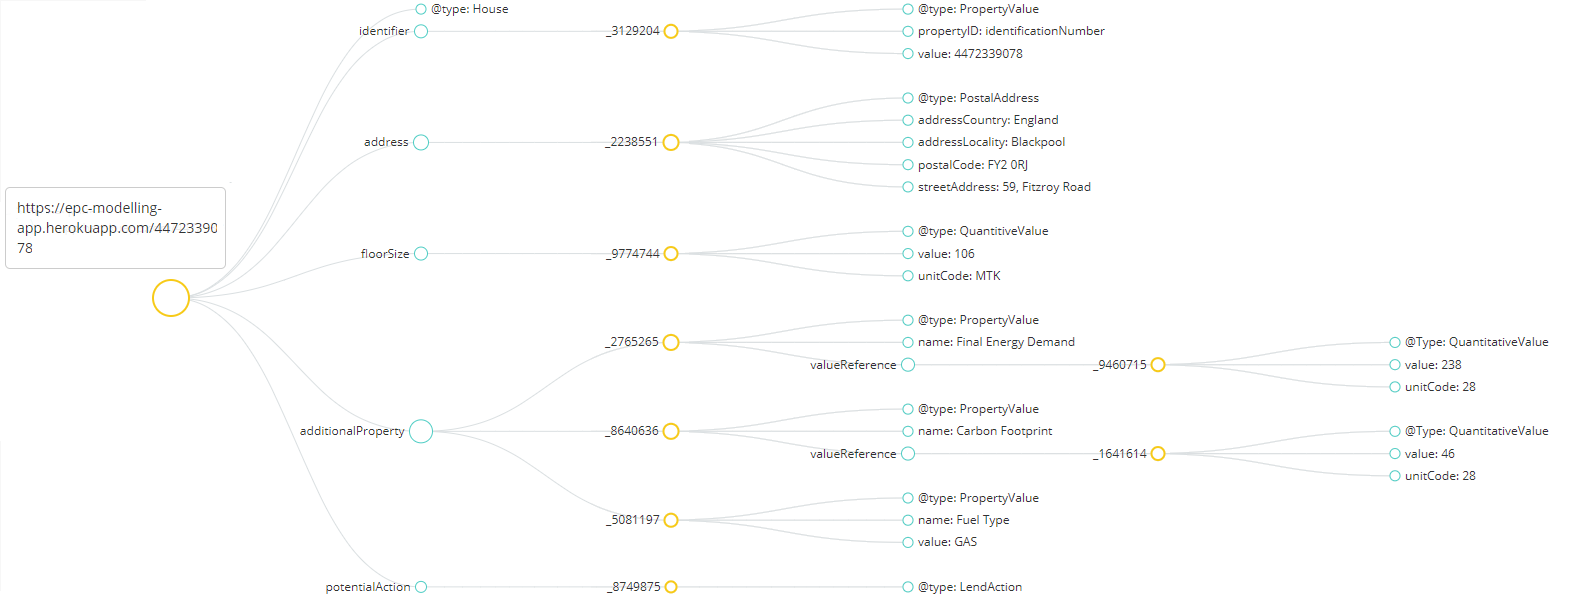 @type: House
identifier
_3129204
@type: PropertyValue
propertyID: identificationNumber
value: 4472339078
address
_2238551
@type: PostalAddress
addressCountry: England
addressLocality: Blackpool
postalCode: FY2 0RJ
streetAddress: 59, Fitzroy Road
https://epc-modelling-
app.herokuapp.com/44723390
78
floorSize
_9774744
@type: QuantitiveValue
value: 106
unitCode: MTK
additionalProperty
_2765265
@type: PropertyValue
name: Final Energy Demand
valueReference
_9460715
@Type: QuantitativeValue
value: 238
unitCode: 28
_8640636
@type: PropertyValue
name: Carbon Footprint
valueReference
_1641614
@Type: QuantitativeValue
value: 46
unitCode: 28
_5081197
@type: PropertyValue
name: Fuel Type
value: GAS
potentialAction
_8749875
@type: LendAction